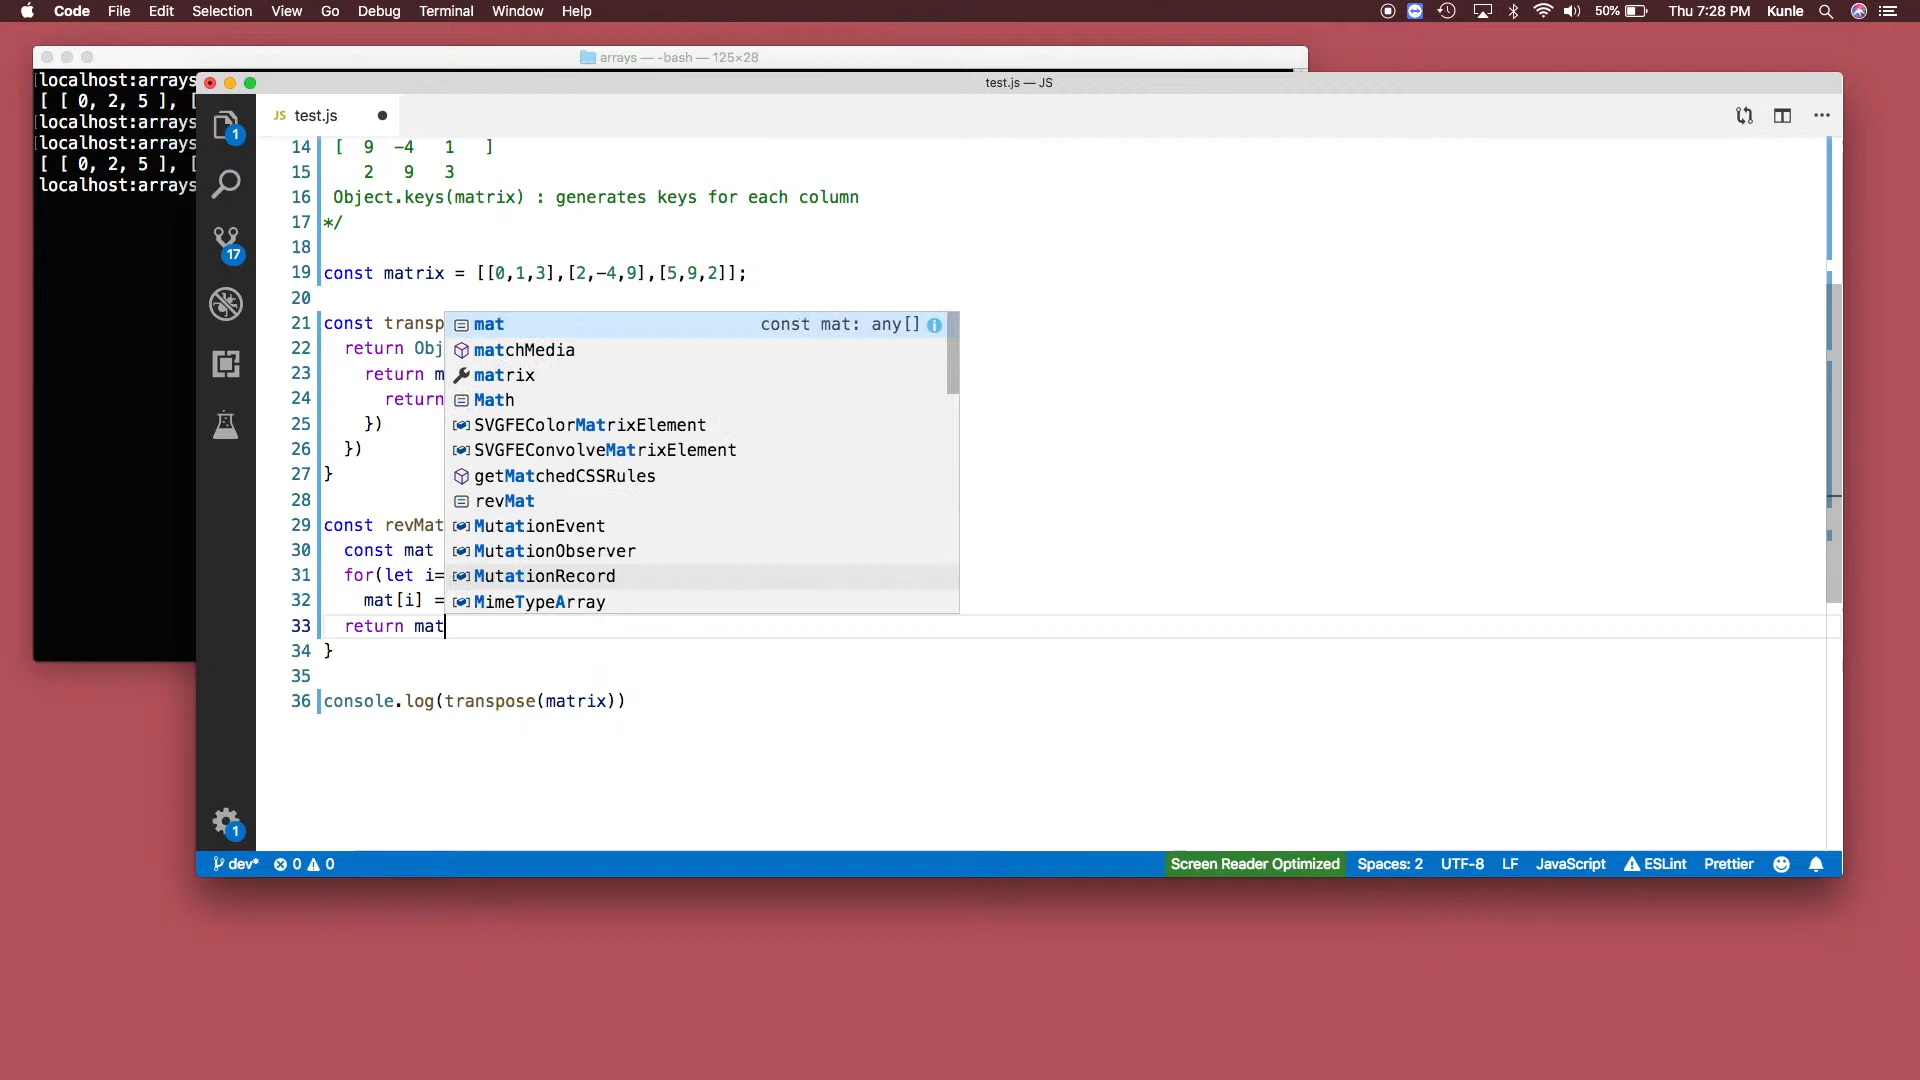 Code File Edit Selection View Go Debug Terminal Window Help 50% Thu 7:28 PM Kunle
arrays — -bash — 125×28
localhost:arrays
[ [ 0, 2, 5 ], [
localhost:arrays
localhost:arrays
[ [ 0, 2, 5 ], [
localhost:arrays
test.js — JS
JS test.js
1
17
1
14 [ 9 -4 1 ]
15 2 9 3
16 Object.keys(matrix) : generates keys for each column
17 */
18
19 const matrix = [[0,1,3],[2,-4,9],[5,9,2]];
20
21 const transp
22 return Obj
23 return m
24 return
25 })
26 })
27 }
28
29 const revMat
30 const mat
31 for(let i=
32 mat[i] =
33 return mat
34 }
35
36 console.log(transpose(matrix))
mat const mat: any[]
matchMedia
matrix
Math
SVGFEColorMatrixElement
SVGFEConvolveMatrixElement
getMatchedCSSRules
revMat
MutationEvent
MutationObserver
MutationRecord
MimeTypeArray
dev* 0 0 Screen Reader Optimized Spaces: 2 UTF-8 LF JavaScript ESLint Prettier